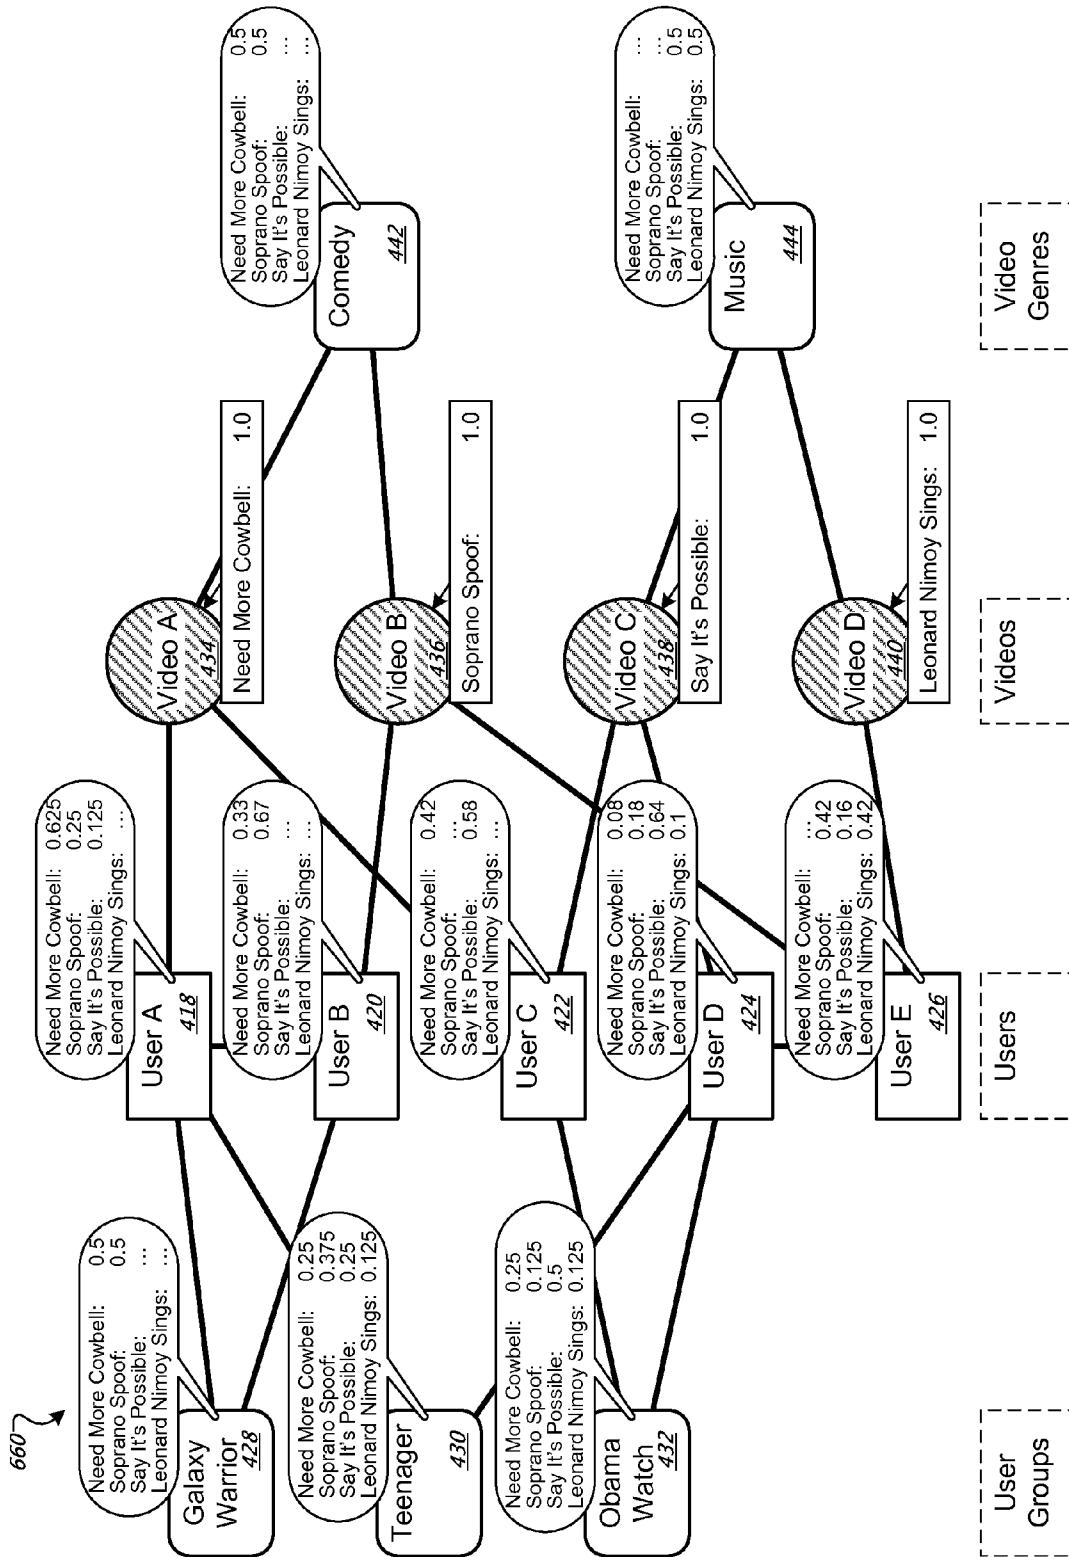 660
Need More Cowbell: 0.5
Soprano Spoof: 0.5
Say It's Possible: ...
Leonard Nimoy Sings: ...
Galaxy
Warrior
428
Need More Cowbell: 0.25
Soprano Spoof: 0.375
Say It's Possible: 0.25
Leonard Nimoy Sings: 0.125
Teenager
430
Need More Cowbell: 0.25
Soprano Spoof: 0.125
Say It's Possible: 0.5
Leonard Nimoy Sings: 0.125
Obama
Watch
432
User
Groups
Need More Cowbell: 0.625
Soprano Spoof: 0.25
Say It's Possible: 0.125
Leonard Nimoy Sings: ...
User A
418
Need More Cowbell: 0.33
Soprano Spoof: 0.67
Say It's Possible: ...
Leonard Nimoy Sings: ...
User B
420
Need More Cowbell: 0.42
Soprano Spoof: ...
Say It's Possible: 0.58
Leonard Nimoy Sings: ...
User C
422
Need More Cowbell: 0.08
Soprano Spoof: 0.18
Say It's Possible: 0.64
Leonard Nimoy Sings: 0.1
User D
424
Need More Cowbell: ...
Soprano Spoof: 0.42
Say It's Possible: 0.16
Leonard Nimoy Sings: 0.42
User E
426
Users
Video A
434
Need More Cowbell: 1.0
Video B
436
Soprano Spoof: 1.0
Video C
438
Say It's Possible: 1.0
Video D
440
Leonard Nimoy Sings: 1.0
Videos
Need More Cowbell: 0.5
Soprano Spoof: 0.5
Say It's Possible: ...
Leonard Nimoy Sings: ...
Comedy
442
Need More Cowbell: ...
Soprano Spoof: ...
Say It's Possible: 0.5
Leonard Nimoy Sings: 0.5
Music
444
Video
Genres